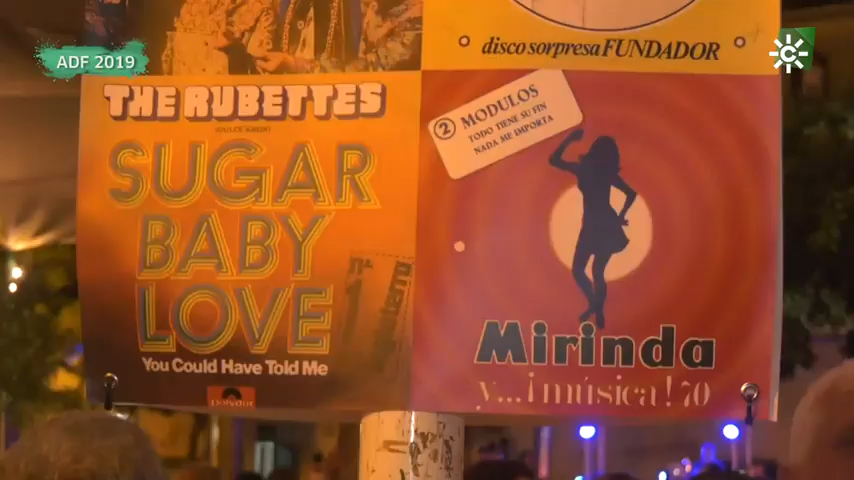 ADF 2019
disco sorpresa FUNDADOR
THE RUBETTES
SUGAR
BABY
LOVE
You Could Have Told Me
Polydor
2 MODULOS
TODO TIENE SU FIN
NADA ME IMPORTA
Mirinda
y...¡música! 70